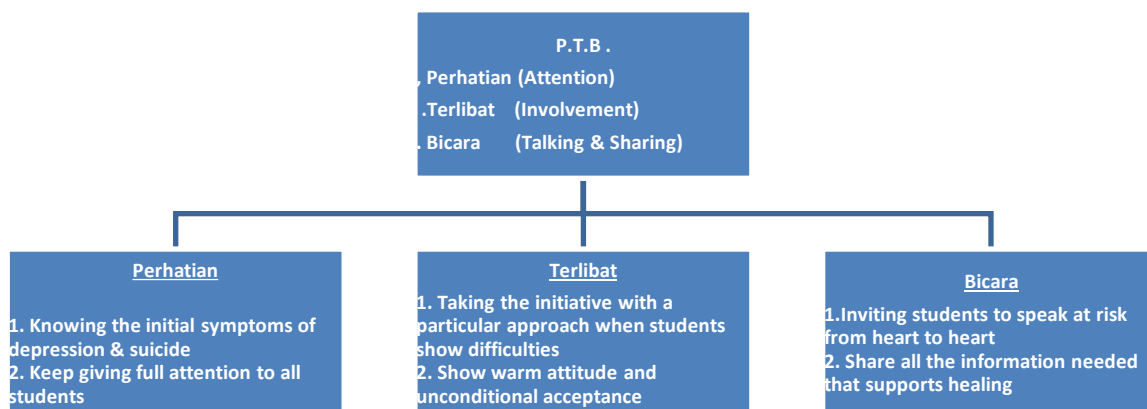 P.T.B .
, Perhatian (Attention)
.Terlibat (Involvement)
. Bicara (Talking & Sharing)
Perhatian
1. Knowing the initial symptoms of
depression & suicide
2. Keep giving full attention to all
students
Terlibat
1. Taking the initiative with a
particular approach when students
show difficulties
2. Show warm attitude and
unconditional acceptance
Bicara
1.Inviting students to speak at risk
from heart to heart
2. Share all the information needed
that supports healing